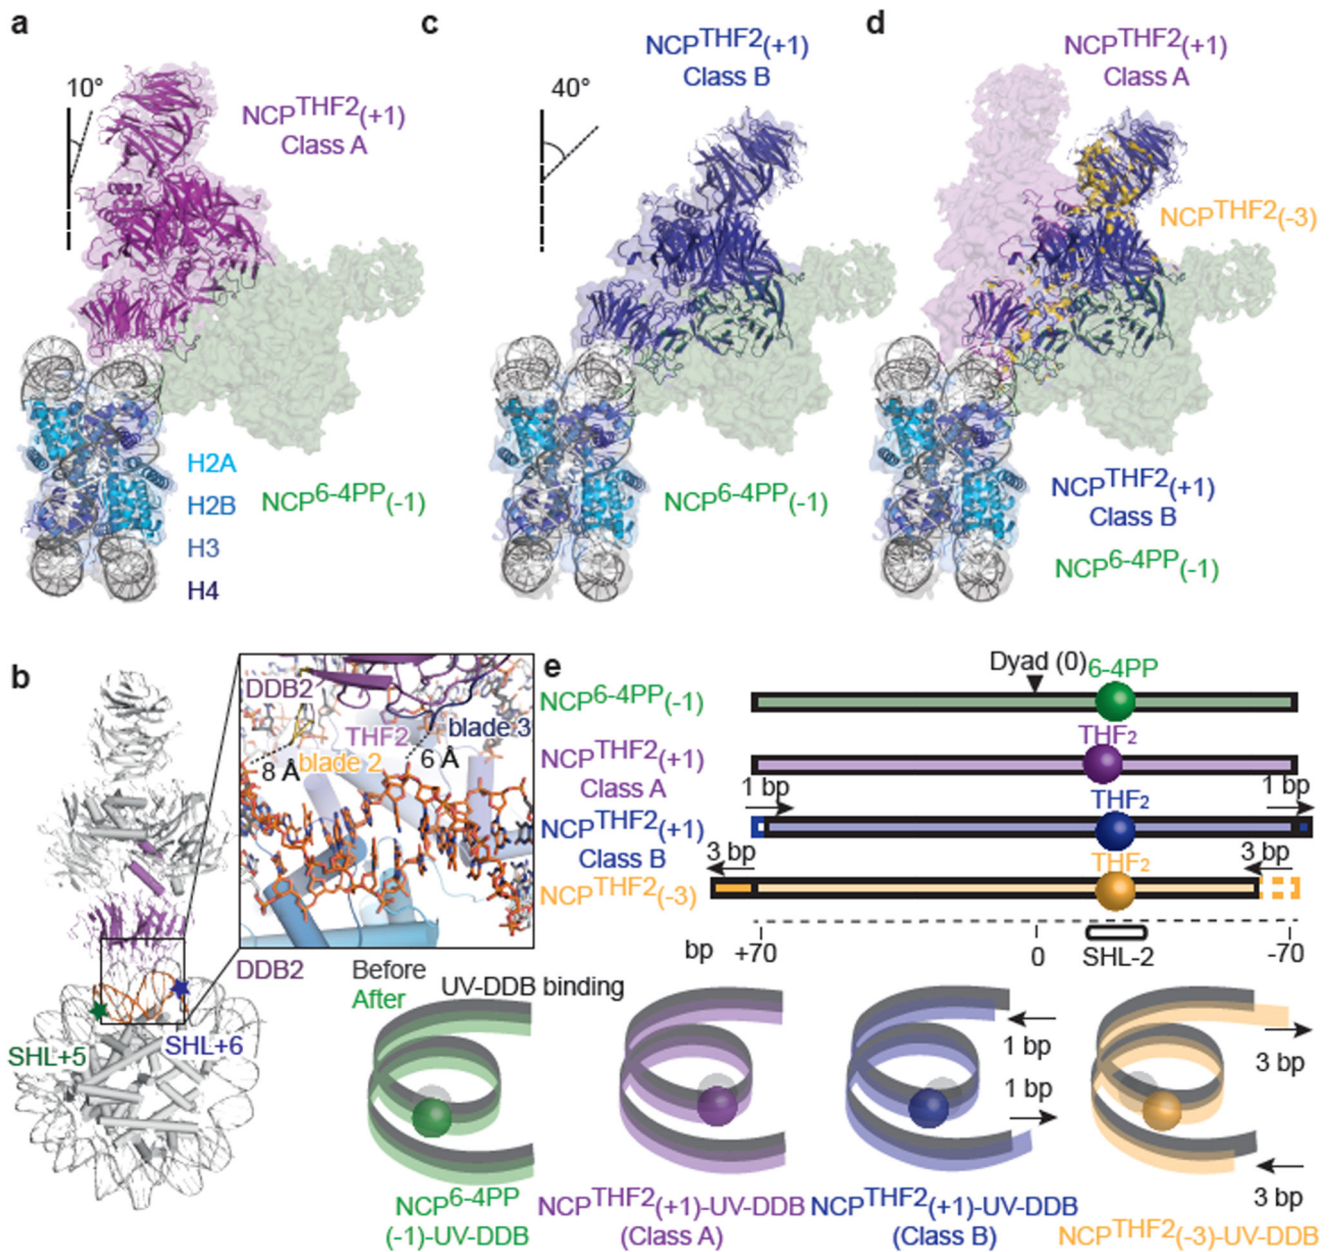 a
10°
NCPTHF2(+1)
Class A
H2A
H2B
H3
H4
NCP6-4PP(-1)
c
NCPTHF2(+1)
Class B
40°
NCP6-4PP(-1)
d
NCPTHF2(+1)
Class A
NCPTHF2(-3)
NCPTHF2(+1)
Class B
NCP6-4PP(-1)
b
DDB2
THF2
blade 3
8 Å
blade 2
6 Å
DDB2
SHL+5
SHL+6
e
Dyad (0)
6-4PP
NCP6-4PP(-1)
THF2
NCPTHF2(+1)
Class A
1 bp
1 bp
THF2
NCPTHF2(+1)
Class B
3 bp
THF2
3 bp
NCPTHF2(-3)
bp
+70
0
SHL-2
-70
Before
After
UV-DDB binding
1 bp
1 bp
3 bp
3 bp
NCP6-4PP
(-1)-UV-DDB
NCPTHF2(+1)-UV-DDB
(Class A)
NCPTHF2(+1)-UV-DDB
(Class B)
NCPTHF2(-3)-UV-DDB